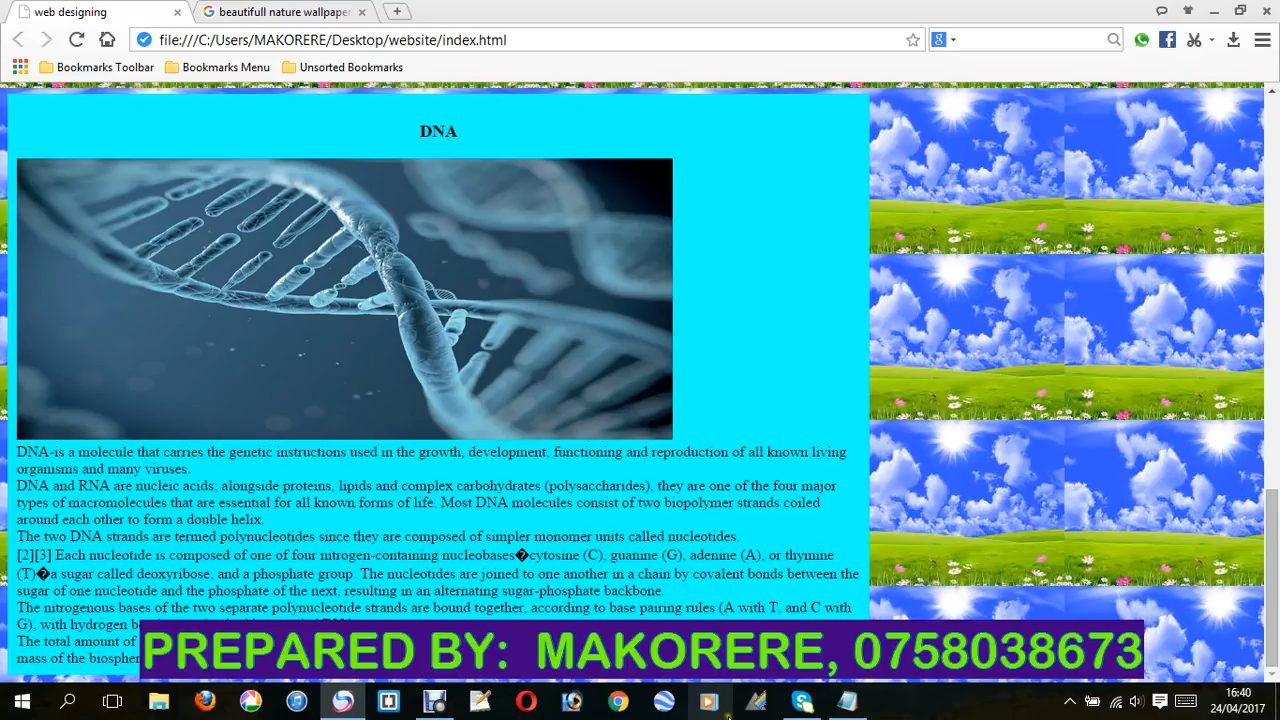 web designing
beautifull nature wallpape
file:///C:/Users/MAKORERE/Desktop/website/index.html
Bookmarks Toolbar
Bookmarks Menu
Unsorted Bookmarks
DNA
DNA-is a molecule that carries the genetic instructions used in the growth, development, functioning and reproduction of all known living
organisms and many viruses.
DNA and RNA are nucleic acids; alongside proteins, lipids and complex carbohydrates (polysaccharides), they are one of the four major
types of macromolecules that are essential for all known forms of life. Most DNA molecules consist of two biopolymer strands coiled
around each other to form a double helix.
The two DNA strands are termed polynucleotides since they are composed of simpler monomer units called nucleotides.
[2][3] Each nucleotide is composed of one of four nitrogen-containing nucleobases�cytosine (C), guanine (G), adenine (A), or thymine
(T)�a sugar called deoxyribose, and a phosphate group. The nucleotides are joined to one another in a chain by covalent bonds between the
sugar of one nucleotide and the phosphate of the next, resulting in an alternating sugar-phosphate backbone.
The nitrogenous bases of the two separate polynucleotide strands are bound together, according to base pairing rules (A with T, and C with
G), with hydrogen
The total amount of
mass of the biospher
PREPARED BY: MAKORERE, 0758038673
16:40
24/04/2017